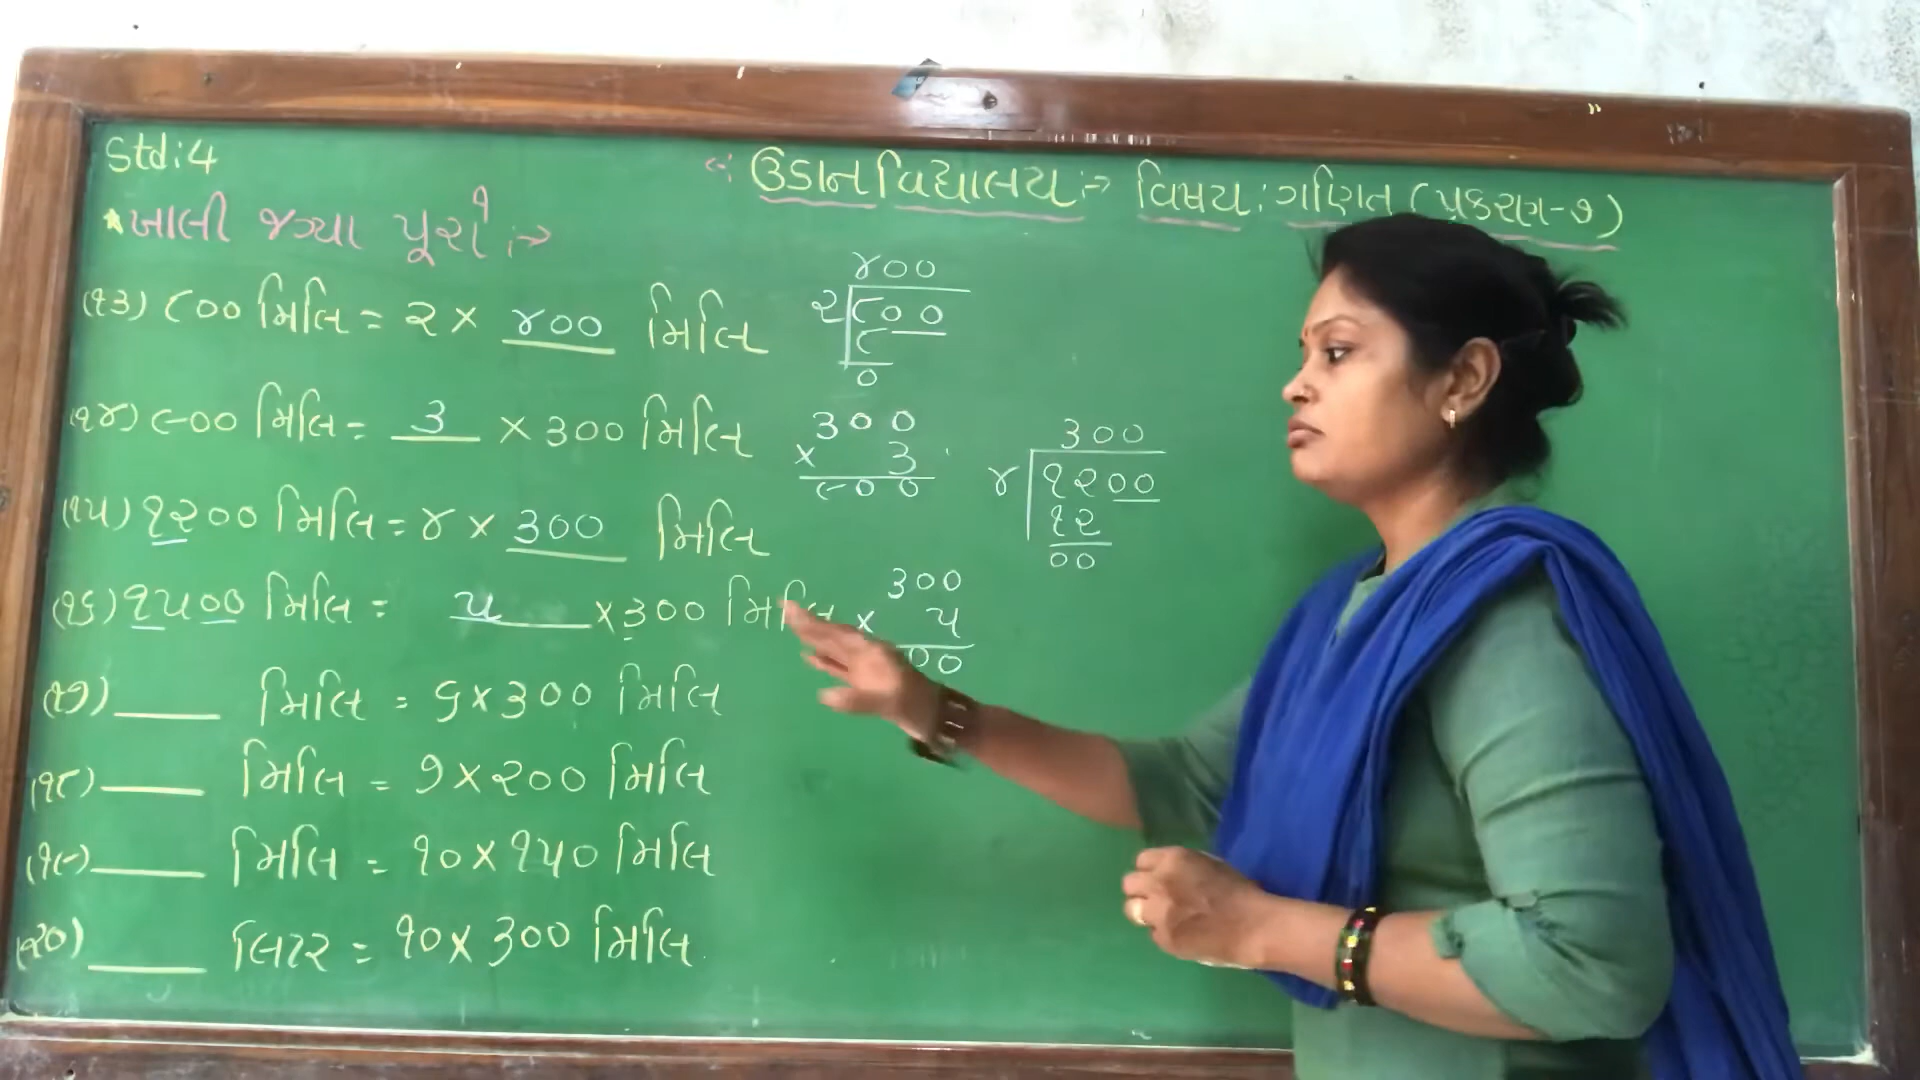 Std:4
ઉડાન વિદ્યાલય :→ વિષય : ગણિત (પ્રકરણ-૭)
* ખાલી જગ્યા પૂરો :→
(૧૩) ૮૦૦ મિલિ = ૨ × ૪૦૦ મિલિ
(૧૪) ૯૦૦ મિલિ = ૩ × ૩૦૦ મિલિ
(૧૫) ૧૨૦૦ મિલિ = ૪ × ૩૦૦ મિલિ
(૧૬) ૧૫૦૦ મિલિ = ૫ × ૩૦૦ મિલિ
(૧૭) ____ મિલિ = ૬ × ૩૦૦ મિલિ
(૧૮) ____ મિલિ = ૭ × ૨૦૦ મિલિ
(૧૯) ____ મિલિ = ૧૦ × ૧૫૦ મિલિ
(૨૦) ____ લિટર = ૧૦ × ૩૦૦ મિલિ
૪૦૦
૨ ૮૦૦
૮
૦
૩૦૦
× ૩
૯૦૦
૩૦૦
૪ ૧૨૦૦
૧૨
૦૦
૩૦૦
× ૫
૦૦